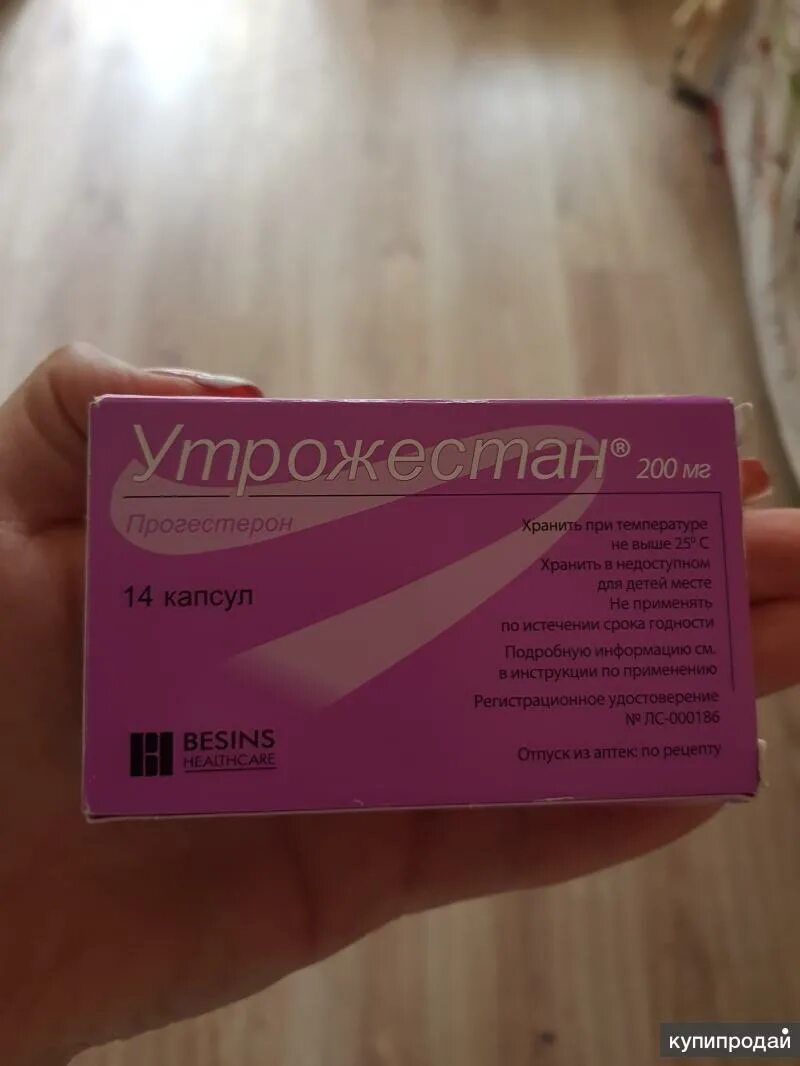 Утрожестан® 200 мг
Прогестерон
14 капсул
Хранить при температуре
не выше 25° С
Хранить в недоступном
для детей месте
Не применять
по истечении срока годности
Подробную информацию см.
в инструкции по применению
Регистрационное удостоверение
№ ЛС-000186
Отпуск из аптек: по рецепту
BESINS
HEALTHCARE
купипродай